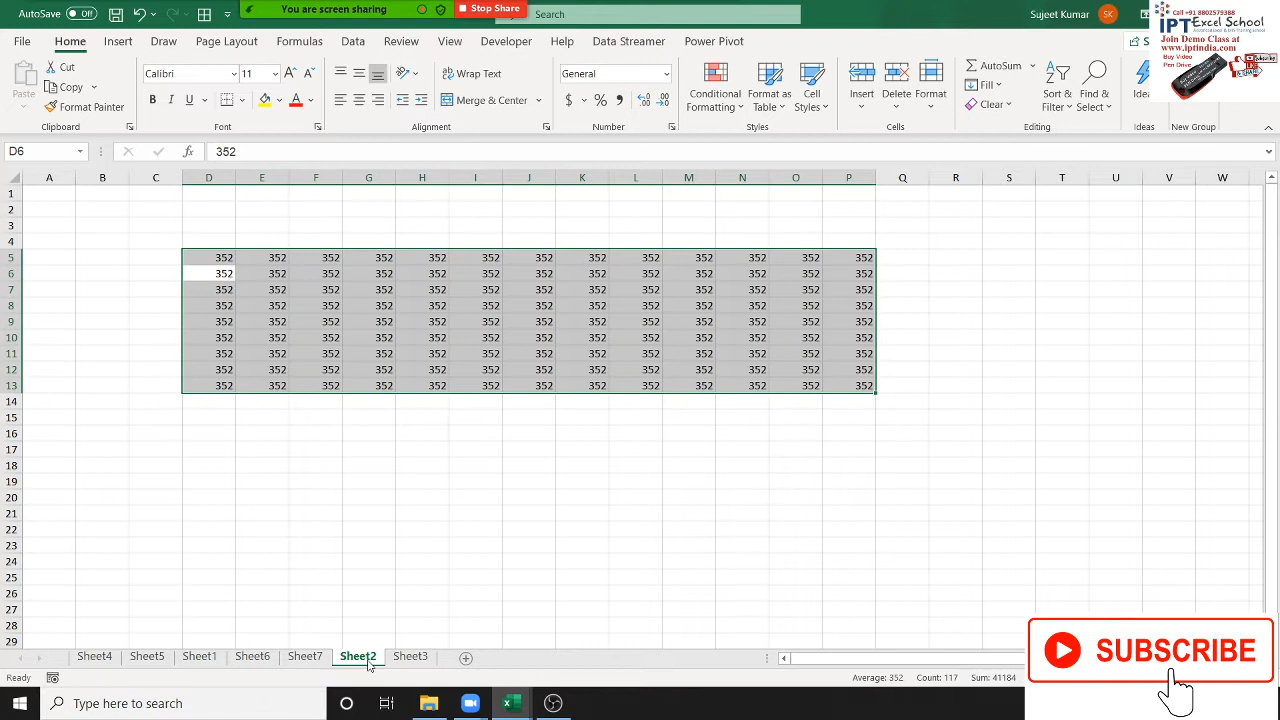 AutoSave Off
You are screen sharing
Stop Share
Search
Sujeet Kumar
SK
Call +91 8802579388
IPT Excel School
Join Demo Class at
www.iptindia.com
Buy Video
Pen Drive
File Home Insert Draw Page Layout Formulas Data Review View Developer Help Data Streamer Power Pivot
Paste
Cut
Copy
Format Painter
Clipboard
Calibri 11
B I U
Font
Wrap Text
Merge & Center
Alignment
General
$ % ,
Number
Conditional Formatting
Format as Table
Cell Styles
Styles
Insert Delete Format
Cells
AutoSum
Fill
Clear
Sort & Filter
Find & Select
Editing
Ideas
Ideas
New Group
D6 fx 352
A B C D E F G H I J K L M N O P Q R S T U V W
1
2
3
4
5 352 352 352 352 352 352 352 352 352 352 352 352 352
6 352 352 352 352 352 352 352 352 352 352 352 352 352
7 352 352 352 352 352 352 352 352 352 352 352 352 352
8 352 352 352 352 352 352 352 352 352 352 352 352 352
9 352 352 352 352 352 352 352 352 352 352 352 352 352
10 352 352 352 352 352 352 352 352 352 352 352 352 352
11 352 352 352 352 352 352 352 352 352 352 352 352 352
12 352 352 352 352 352 352 352 352 352 352 352 352 352
13 352 352 352 352 352 352 352 352 352 352 352 352 352
14
15
16
17
18
19
20
21
22
23
24
25
26
27
28
29
SUBSCRIBE
Sheet4 Sheet5 Sheet1 Sheet6 Sheet7 Sheet2 Sheet3
Ready
Average: 352 Count: 117 Sum: 41184
Type here to search